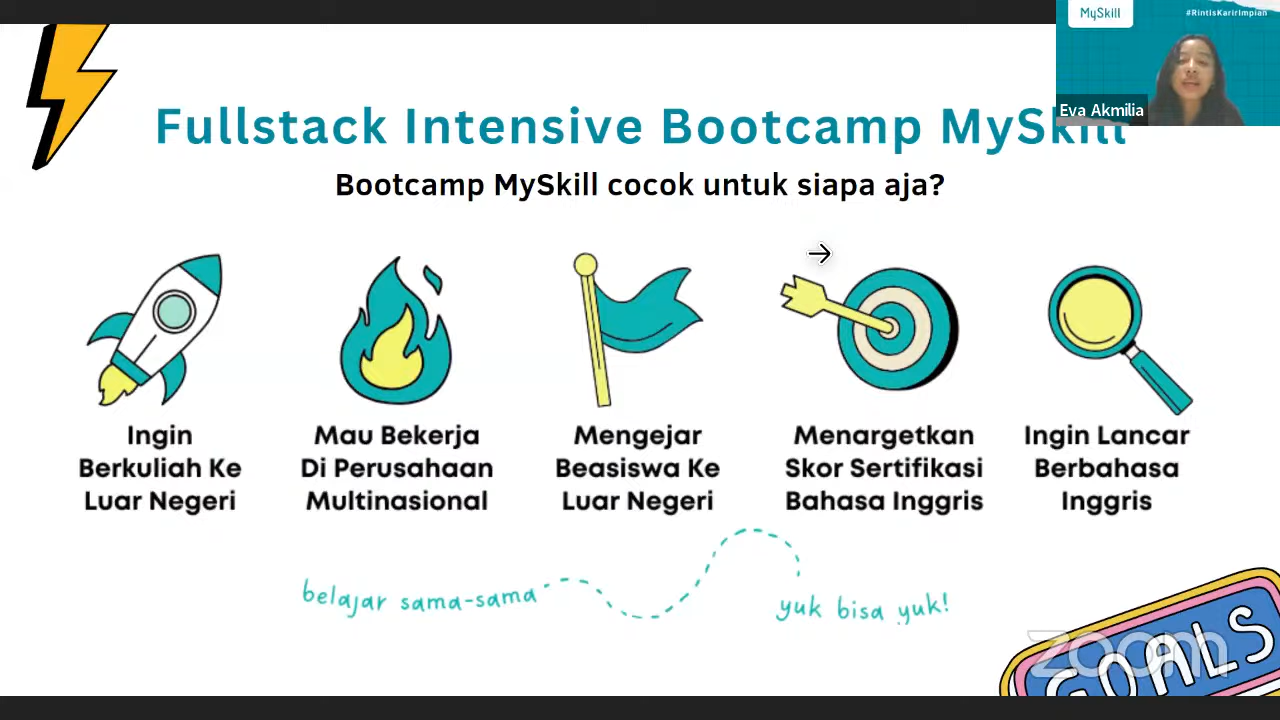 MySkill
#RintisKarirImpian
Eva Akmilia
Fullstack Intensive Bootcamp MySkill
Bootcamp MySkill cocok untuk siapa aja?
Ingin
Berkuliah Ke
Luar Negeri
Mau Bekerja
Di Perusahaan
Multinasional
Mengejar
Beasiswa Ke
Luar Negeri
Menargetkan
Skor Sertifikasi
Bahasa Inggris
Ingin Lancar
Berbahasa
Inggris
belajar sama-sama
yuk bisa yuk!
zoom
GOALS